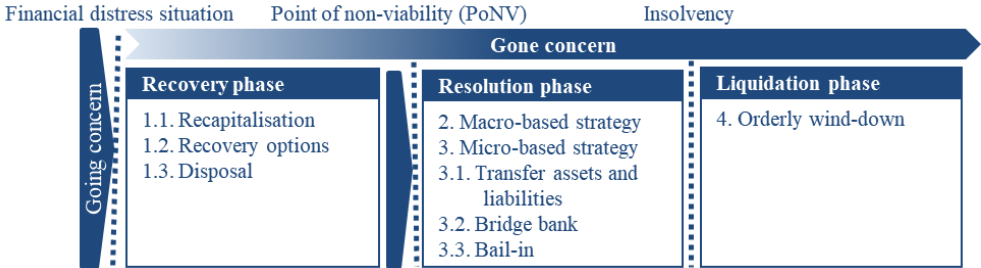 Financial distress situation
Point of non-viability (PoNV)
Insolvency
Gone concern
Going concern
Recovery phase
1.1. Recapitalisation
1.2. Recovery options
1.3. Disposal
Resolution phase
2. Macro-based strategy
3. Micro-based strategy
3.1. Transfer assets and
liabilities
3.2. Bridge bank
3.3. Bail-in
Liquidation phase
4. Orderly wind-down